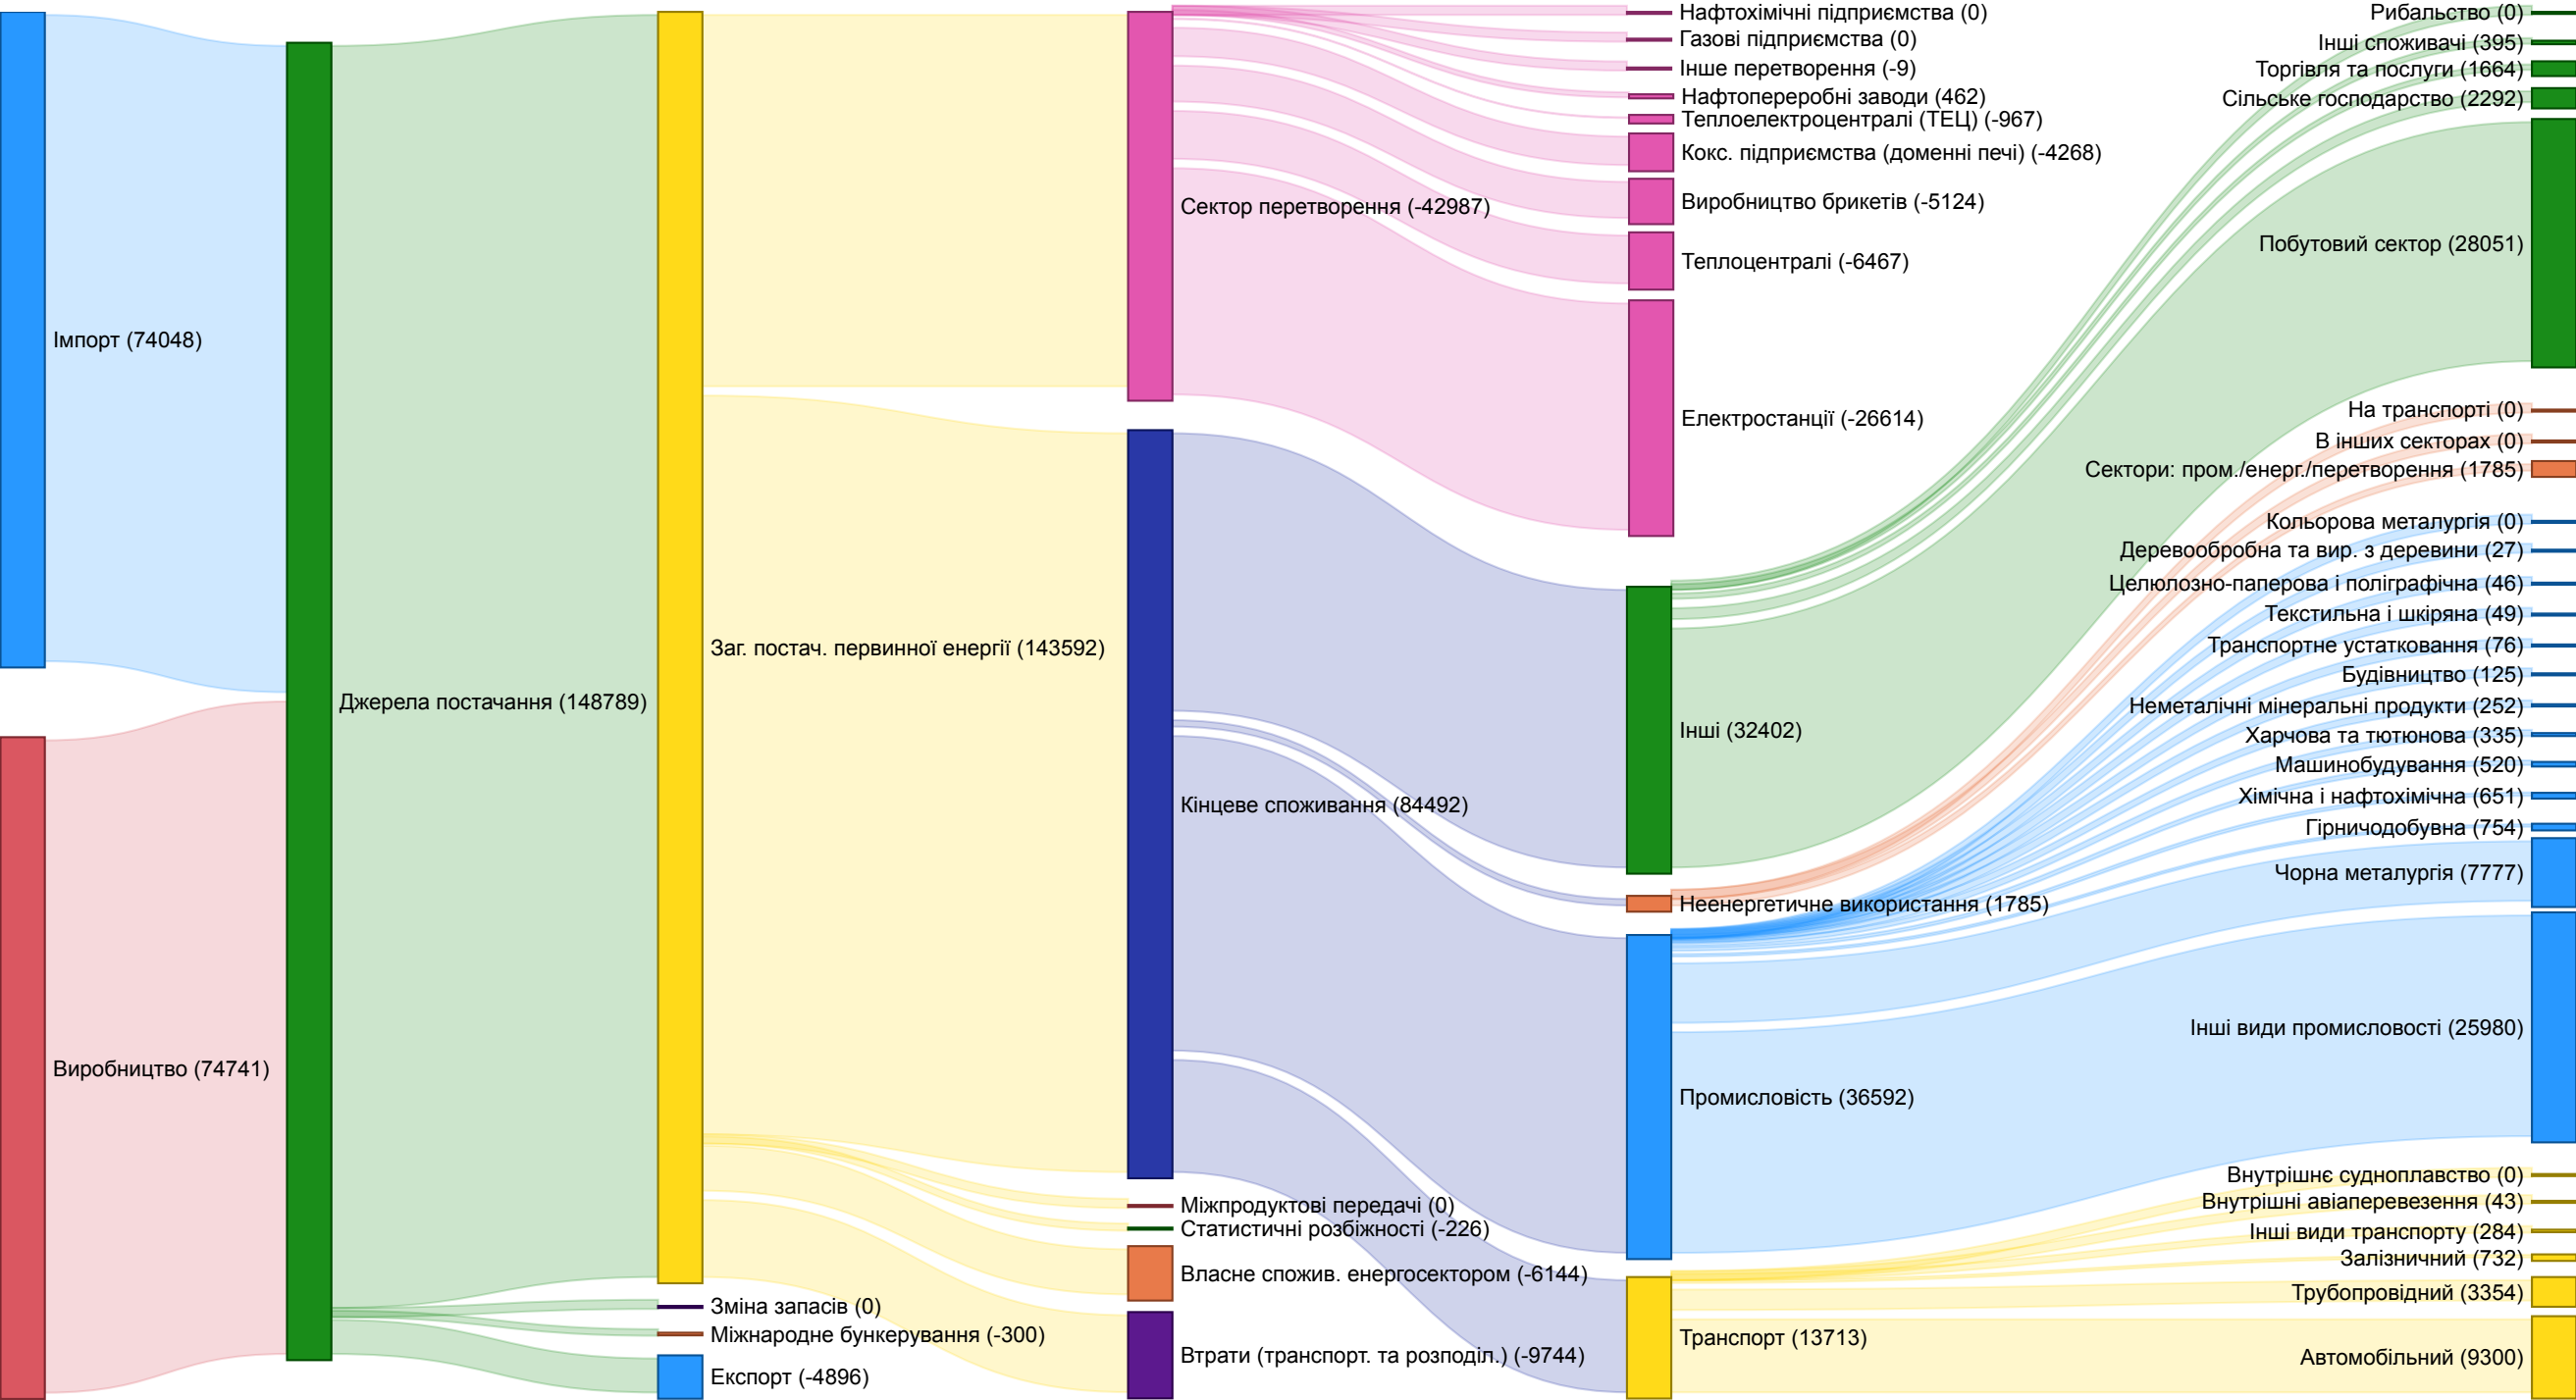 Імпорт (74048)
Виробництво (74741)
Джерела постачання (148789)
Заг. постач. первинної енергії (143592)
Зміна запасів (0)
Міжнародне бункерування (-300)
Експорт (-4896)
Сектор перетворення (-42987)
Кінцеве споживання (84492)
Міжпродуктові передачі (0)
Статистичні розбіжності (-226)
Власне спожив. енергосектором (-6144)
Втрати (транспорт. та розподіл.) (-9744)
Нафтохімічні підприємства (0)
Газові підприємства (0)
Інше перетворення (-9)
Нафтопереробні заводи (462)
Теплоелектроцентралі (ТЕЦ) (-967)
Кокс. підприємства (доменні печі) (-4268)
Виробництво брикетів (-5124)
Теплоцентралі (-6467)
Електростанції (-26614)
Інші (32402)
Неенергетичне використання (1785)
Промисловість (36592)
Транспорт (13713)
Рибальство (0)
Інші споживачі (395)
Торгівля та послуги (1664)
Сільське господарство (2292)
Побутовий сектор (28051)
На транспорті (0)
В інших секторах (0)
Сектори: пром./енерг./перетворення (1785)
Кольорова металургія (0)
Деревообробна та вир. з деревини (27)
Целюлозно-паперова і поліграфічна (46)
Текстильна і шкіряна (49)
Транспортне устатковання (76)
Будівництво (125)
Неметалічні мінеральні продукти (252)
Харчова та тютюнова (335)
Машинобудування (520)
Хімічна і нафтохімічна (651)
Гірничодобувна (754)
Чорна металургія (7777)
Інші види промисловості (25980)
Внутрішнє судноплавство (0)
Внутрішні авіаперевезення (43)
Інші види транспорту (284)
Залізничний (732)
Трубопровідний (3354)
Автомобільний (9300)